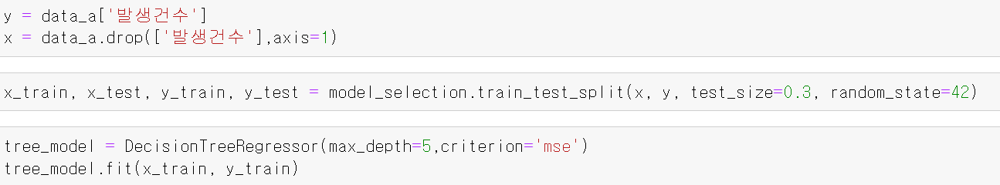 y = data_a['발생건수']
x = data_a.drop(['발생건수'],axis=1)
x_train, x_test, y_train, y_test = model_selection.train_test_split(x, y, test_size=0.3, random_state=42)
tree_model = DecisionTreeRegressor(max_depth=5,criterion='mse')
tree_model.fit(x_train, y_train)